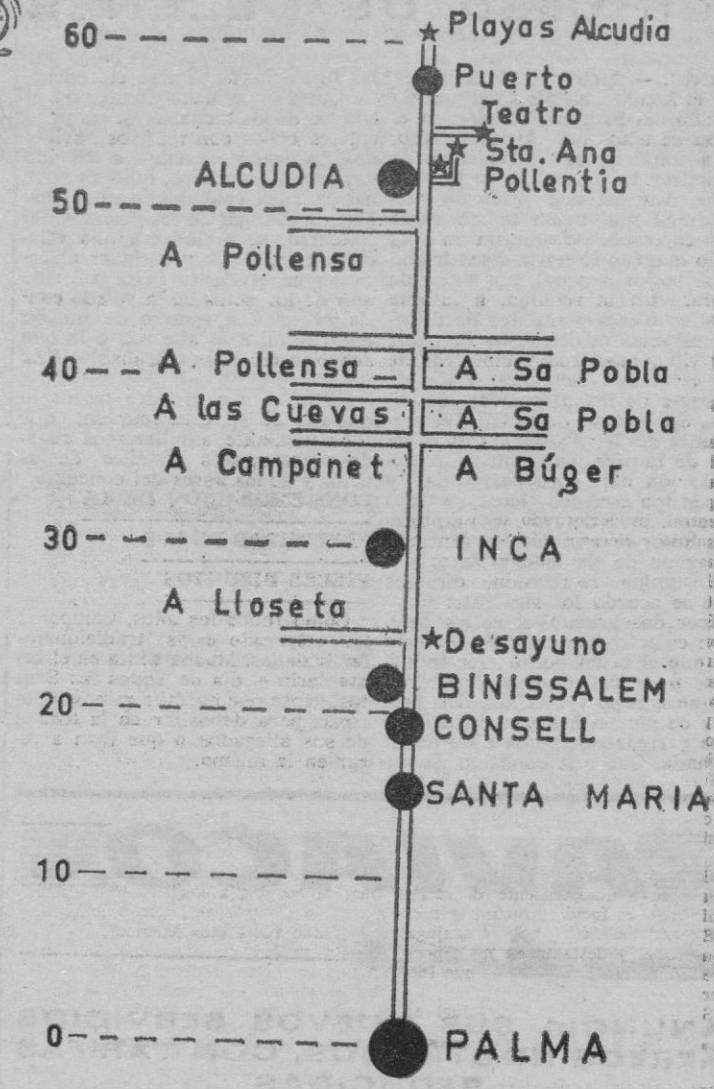 60 Playas Alcudia
Puerto
Teatro
Sta. Ana
ALCUDIA Pollentia
50
A Pollensa
40 A Pollensa A Sa Pobla
A las Cuevas A Sa Pobla
A Campanet A Búger
30 INCA
A Lloseta
Desayuno
BINISSALEM
20
CONSELL
SANTA MARIA
10
0 PALMA